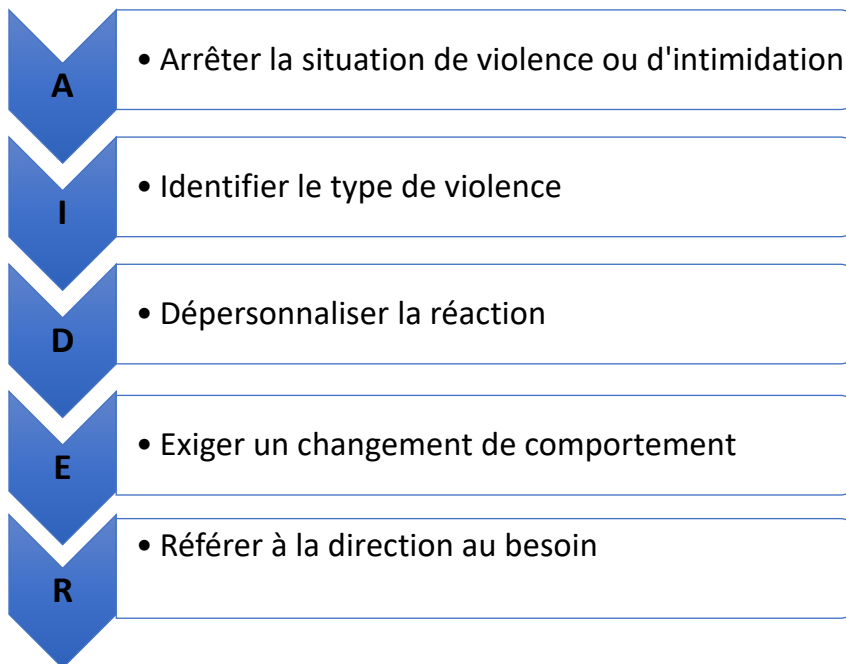 A
• Arrêter la situation de violence ou d'intimidation
I
• Identifier le type de violence
D
• Dépersonnaliser la réaction
E
• Exiger un changement de comportement
R
• Référer à la direction au besoin